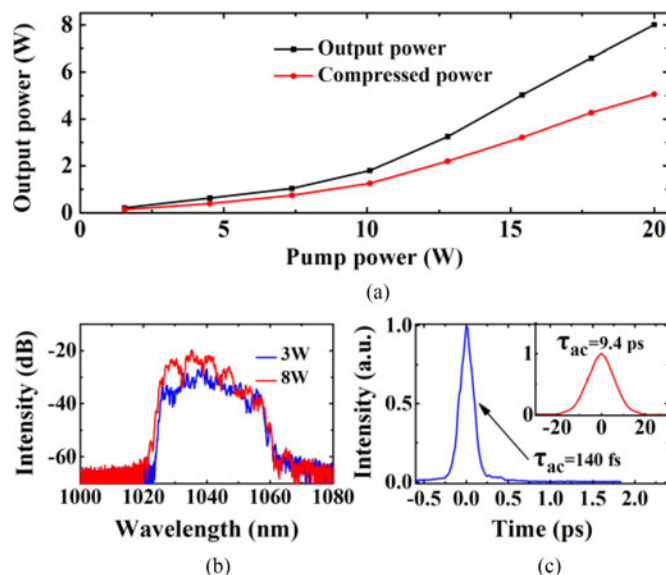 8
6
4
2
0
Output power (W)
Output power
Compressed power
0 5 10 15 20
Pump power (W)
(a)
-20
-40
-60
Intensity (dB)
3W
8W
1000 1020 1040 1060 1080
Wavelength (nm)
(b)
1.0
0.5
0.0
Intensity (a.u.)
τac=9.4 ps
1
0
-20 0 20
τac=140 fs
-0.5 0.0 0.5 1.0 1.5 2.0
Time (ps)
(c)